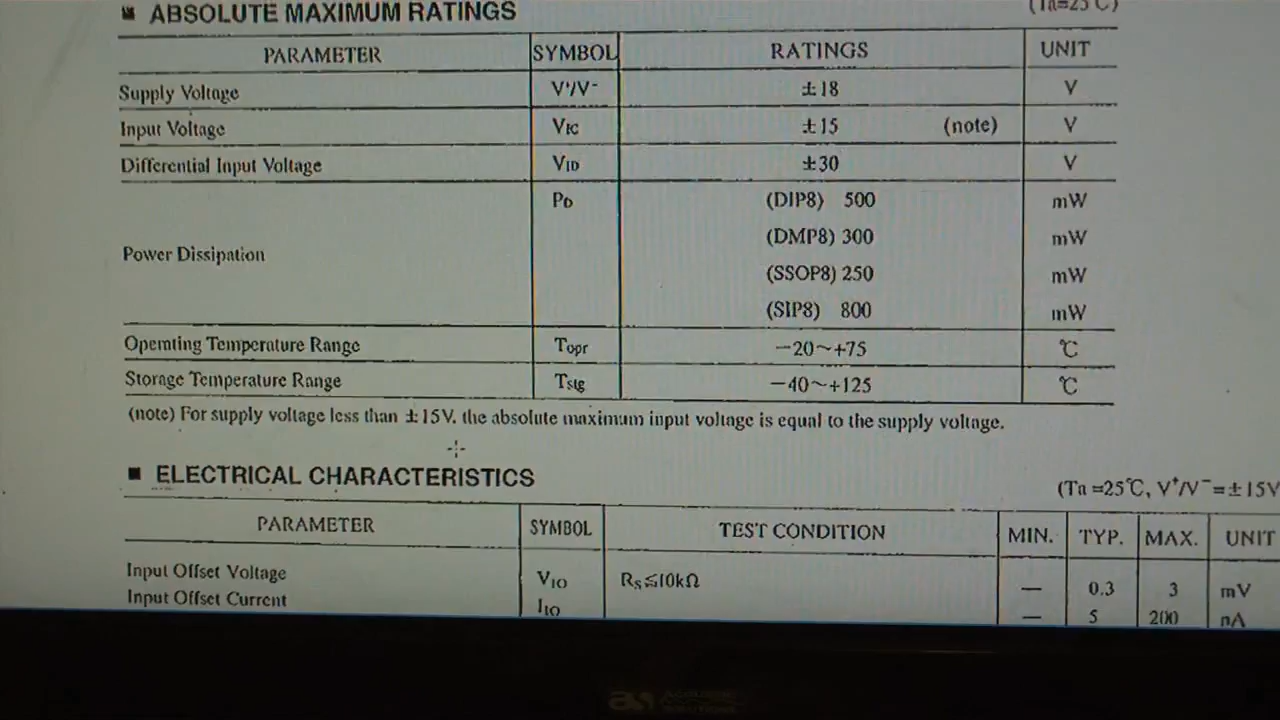 ■ ABSOLUTE MAXIMUM RATINGS (Ta=25℃)
PARAMETER SYMBOL RATINGS UNIT
Supply Voltage V⁺/V⁻ ±18 V
Input Voltage VIC ±15 (note) V
Differential Input Voltage VID ±30 V
Power Dissipation PD (DIP8) 500 mW
(DMP8) 300 mW
(SSOP8) 250 mW
(SIP8) 800 mW
Operating Temperature Range Topr −20~+75 ℃
Storage Temperature Range Tstg −40~+125 ℃
(note) For supply voltage less than ±15V, the absolute maximum input voltage is equal to the supply voltage.
■ ELECTRICAL CHARACTERISTICS (Ta=25℃, V⁺/V⁻=±15V
PARAMETER SYMBOL TEST CONDITION MIN. TYP. MAX. UNIT
Input Offset Voltage VIO RS≦10kΩ — 0.3 3 mV
Input Offset Current IIO — 5 200 nA